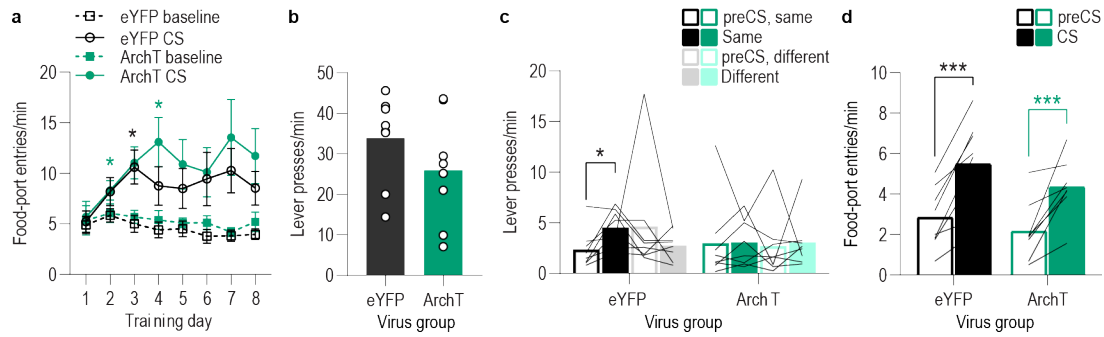 a
eYFP baseline
eYFP CS
ArchT baseline
ArchT CS
20
15
10
5
0
Food-port entries/min
*
*
*
1 2 3 4 5 6 7 8
Training day
b
50
40
30
20
10
0
Lever presses/min
eYFP ArchT
Virus group
c
preCS, same
Same
preCS, different
Different
20
15
10
5
0
Lever presses/min
*
eYFP ArchT
Virus group
d
preCS
CS
10
8
6
4
2
0
Food-port entries/min
***
***
eYFP ArchT
Virus group